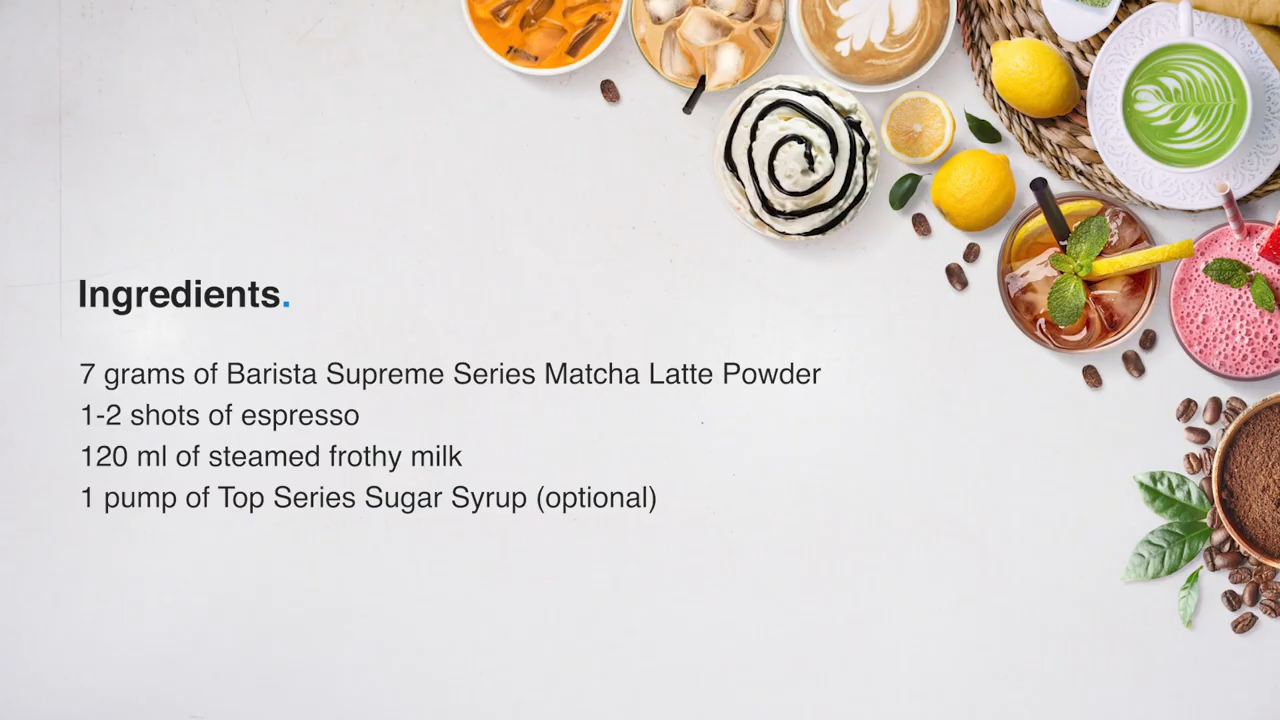 Ingredients.
7 grams of Barista Supreme Series Matcha Latte Powder
1-2 shots of espresso
120 ml of steamed frothy milk
1 pump of Top Series Sugar Syrup (optional)